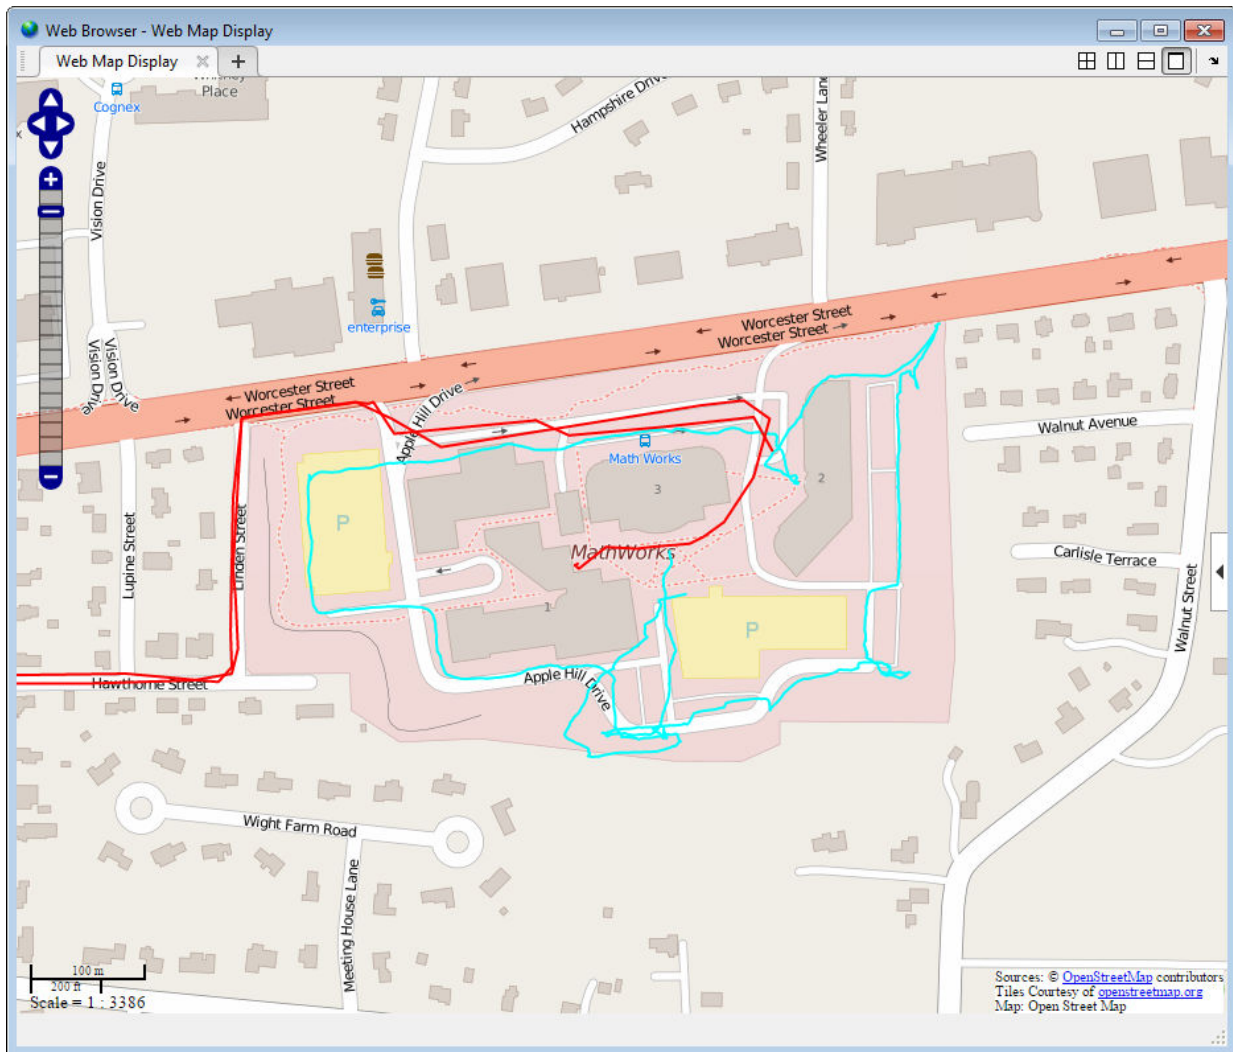 Web Browser - Web Map Display
Web Map Display
Place
Cognex
Hampshire Drive
Wheeler Lane
Vision Drive
enterprise
Vision Drive
Vision Drive
Worcester Street
Worcester Street
Worcester Street
Worcester Street
Apple Hill Drive
Walnut Avenue
Math Works
P
3
2
MathWorks
Lupine Street
Linden Street
Carlisle Terrace
Walnut Street
1
P
Hawthorne Street
Apple Hill Drive
Wight Farm Road
Meeting House Lane
100 m
200 ft
Scale = 1 : 3386
Sources: © OpenStreetMap contributors
Tiles Courtesy of openstreetmap.org
Map: Open Street Map